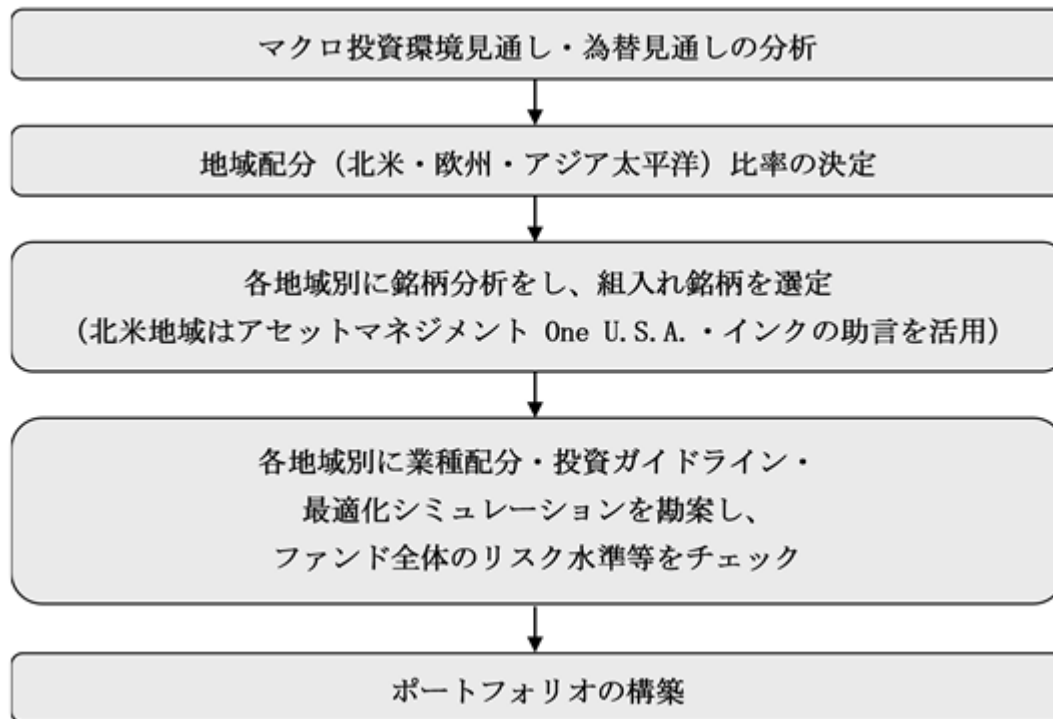 マクロ投資環境見通し・為替見通しの分析
地域配分（北米・欧州・アジア太平洋）比率の決定
各地域別に銘柄分析をし、組入れ銘柄を選定
（北米地域はアセットマネジメント One U.S.A.・インクの助言を活用）
各地域別に業種配分・投資ガイドライン・
最適化シミュレーションを勘案し、
ファンド全体のリスク水準等をチェック
ポートフォリオの構築